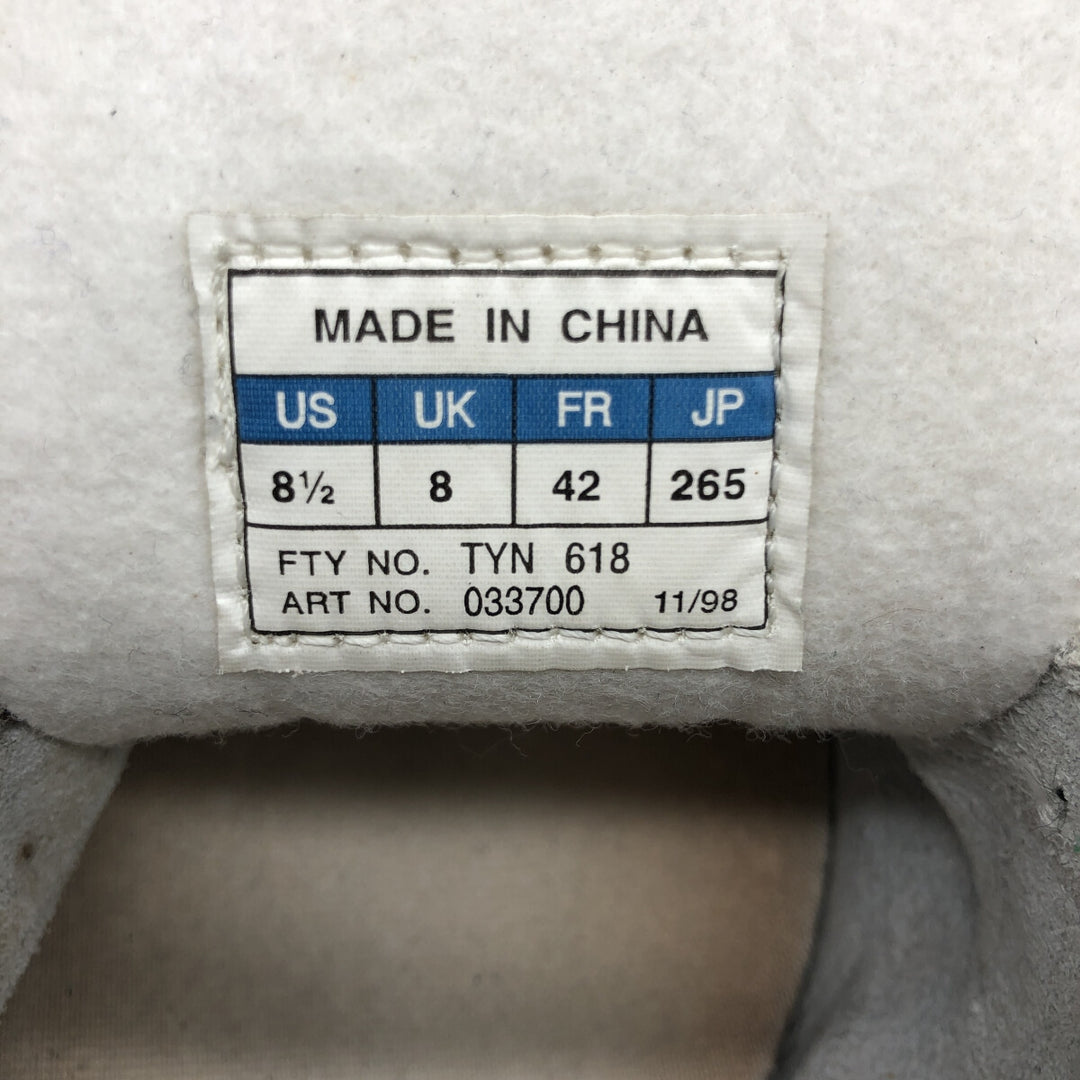 MADE IN CHINA
US UK FR JP
8½ 8 42 265
FTY NO. TYN 618
ART NO. 033700 11/98